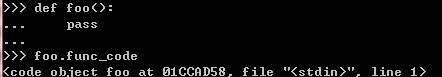 >>> def foo():
...     pass
...
>>> foo.func_code
<code object foo at 01CCAD58, file "<stdin>", line 1>